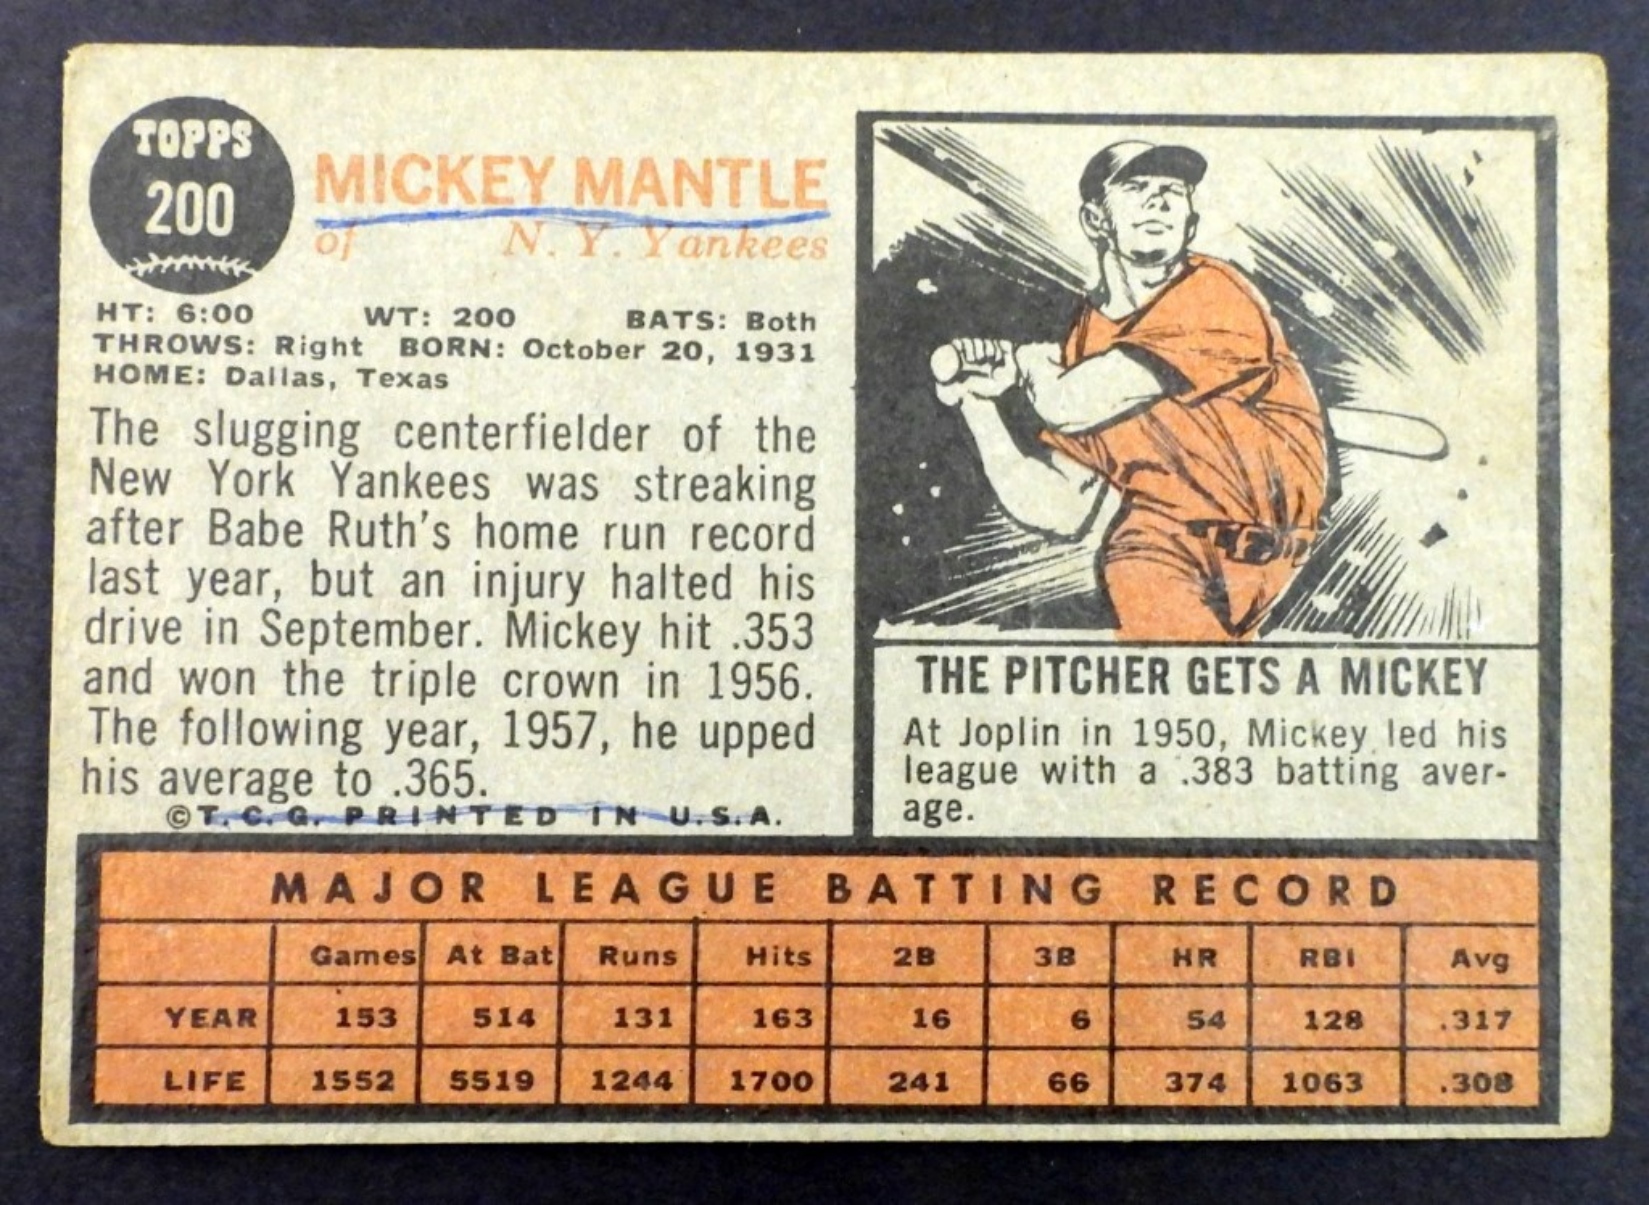 TOPPS
200
MICKEY MANTLE
of N. Y. Yankees
HT: 6:00 WT: 200 BATS: Both
THROWS: Right BORN: October 20, 1931
HOME: Dallas, Texas
The slugging centerfielder of the
New York Yankees was streaking
after Babe Ruth's home run record
last year, but an injury halted his
drive in September. Mickey hit .353
and won the triple crown in 1956.
The following year, 1957, he upped
his average to .365.
©T.C.G. PRINTED IN U.S.A.
THE PITCHER GETS A MICKEY
At Joplin in 1950, Mickey led his
league with a .383 batting aver-
age.
MAJOR LEAGUE BATTING RECORD
Games At Bat Runs Hits 2B 3B HR RBI Avg
YEAR 153 514 131 163 16 6 54 128 .317
LIFE 1552 5519 1244 1700 241 66 374 1063 .308